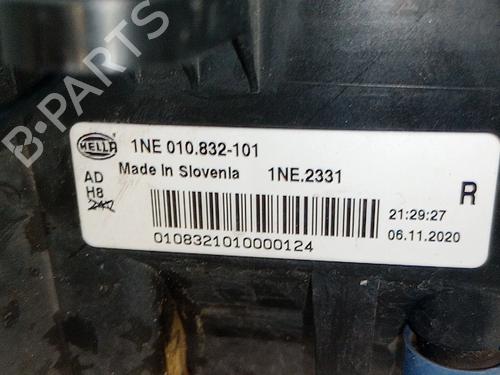 B-PARTS
HELLA
1NE 010.832-101
Made In Slovenia 1NE.2331
AD
H8
24V
R
21:29:27
06.11.2020
0108321010000124